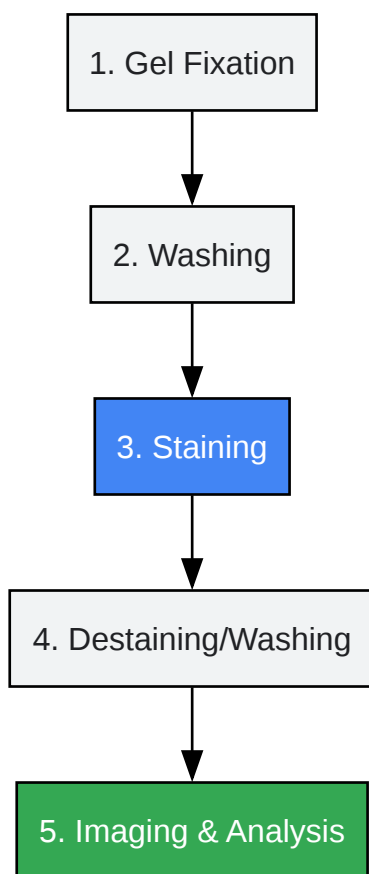 1. Gel Fixation
2. Washing
3. Staining
4. Destaining/Washing
5. Imaging & Analysis